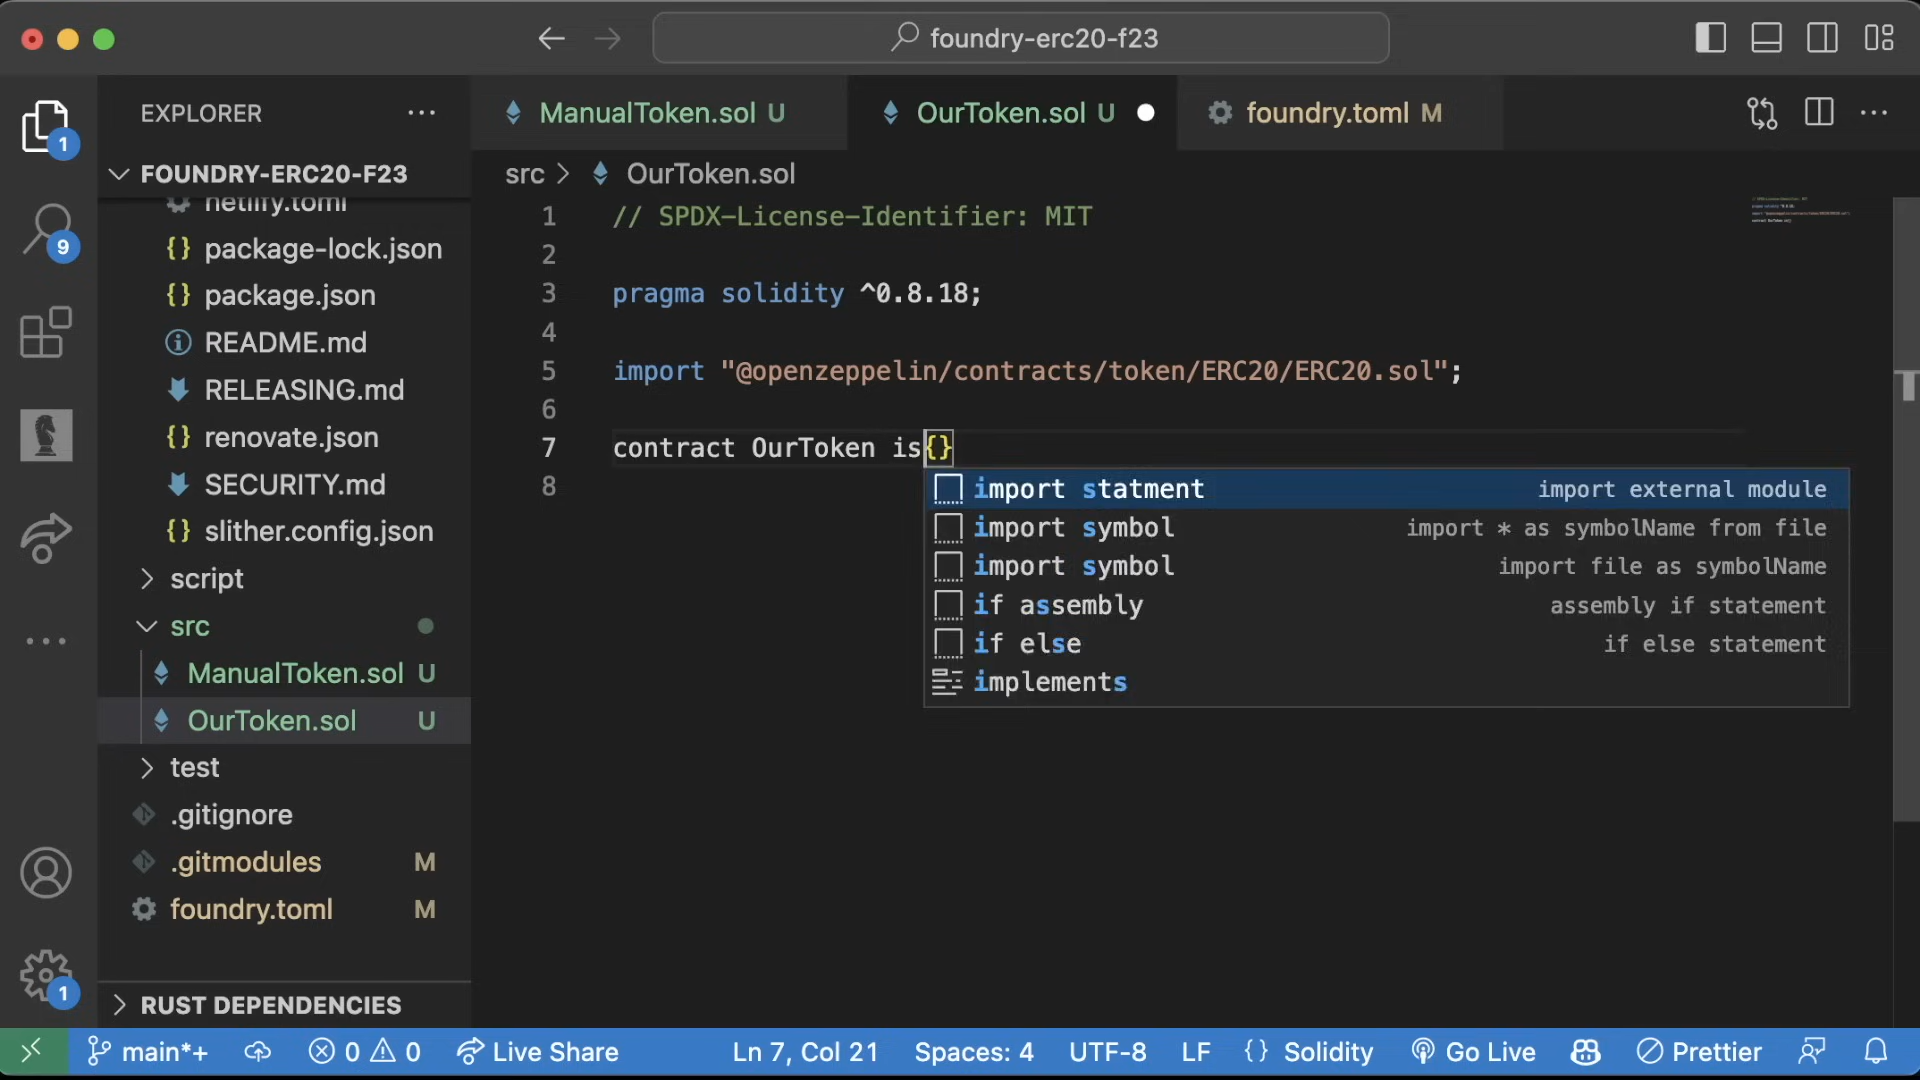 foundry-erc20-f23
EXPLORER
FOUNDRY-ERC20-F23
netlify.toml
{} package-lock.json
{} package.json
README.md
RELEASING.md
{} renovate.json
SECURITY.md
{} slither.config.json
script
src
ManualToken.sol U
OurToken.sol U
test
.gitignore
.gitmodules M
foundry.toml M
RUST DEPENDENCIES
1
9
1
ManualToken.sol U
OurToken.sol U
foundry.toml M
src > OurToken.sol
1 // SPDX-License-Identifier: MIT
2
3 pragma solidity ^0.8.18;
4
5 import "@openzeppelin/contracts/token/ERC20/ERC20.sol";
6
7 contract OurToken is{}
8
import statment import external module
import symbol import * as symbolName from file
import symbol import file as symbolName
if assembly assembly if statement
if else if else statement
implements
main*+ 0 0 Live Share Ln 7, Col 21 Spaces: 4 UTF-8 LF {} Solidity Go Live Prettier